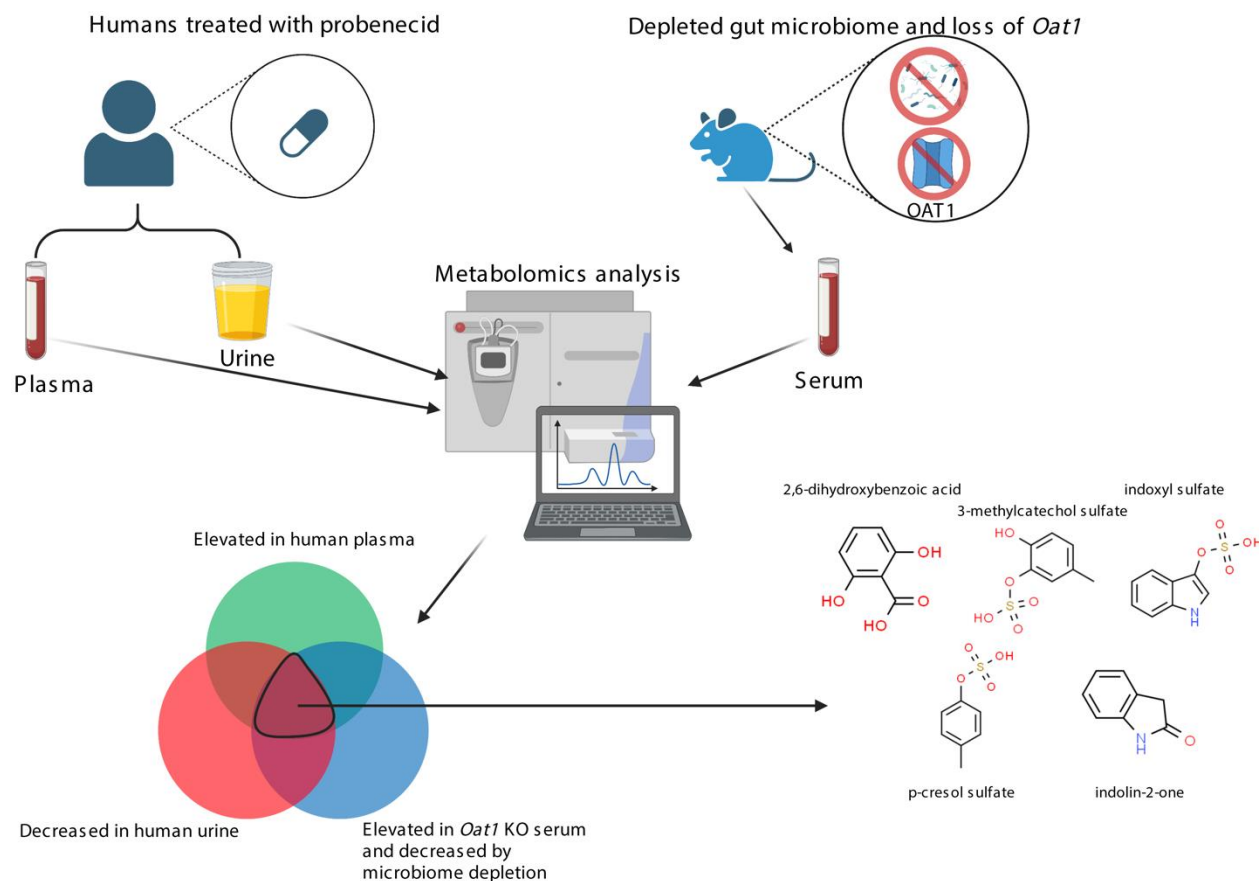 Humans treated with probenecid
Depleted gut microbiome and loss of Oat1
OAT1
Metabolomics analysis
Plasma
Urine
Serum
Elevated in human plasma
Decreased in human urine
Elevated in Oat1 KO serum
and decreased by
microbiome depletion
2,6-dihydroxybenzoic acid
OH
HO
O
HO
3-methylcatechol sulfate
HO
O
S
O
HO
O
indoxyl sulfate
O
O
S
OH
O
N
H
O
S
OH
O
O
p-cresol sulfate
N
H
O
indolin-2-one